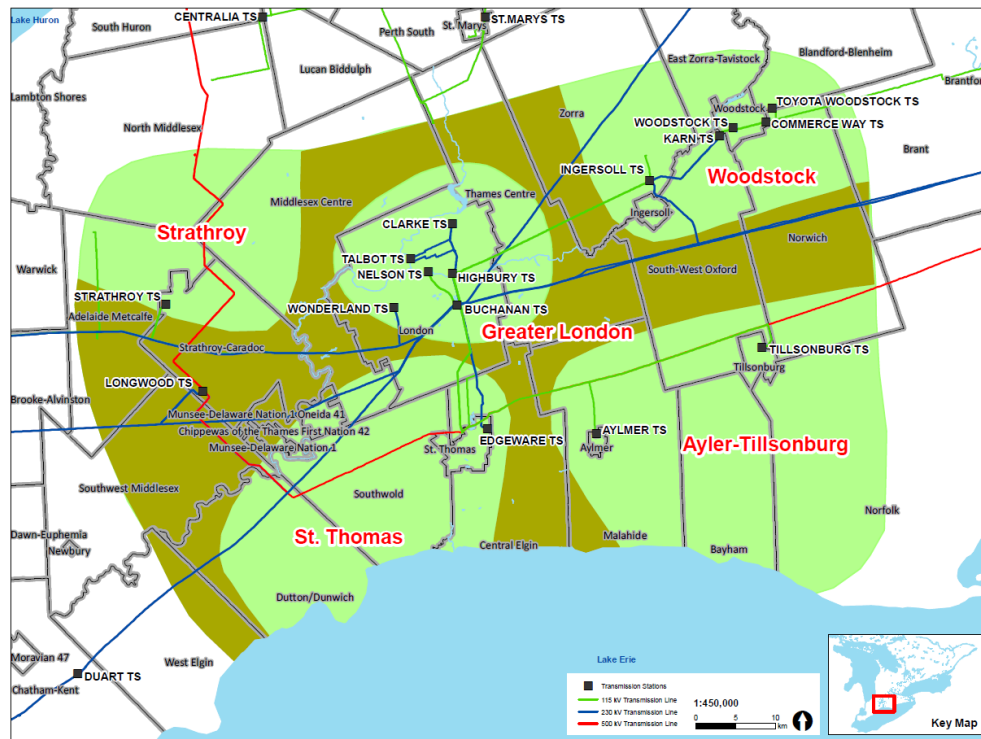 Lake Huron
CENTRALIA TS
ST.MARYS TS
South Huron
Perth South
St. Marys
East Zorra-Tavistock
Blandford-Blenheim
Lucan Biddulph
Brantford
Lambton Shores
North Middlesex
Zorra
Woodstock
TOYOTA WOODSTOCK TS
WOODSTOCK TS
COMMERCE WAY TS
KARN TS
Brant
INGERSOLL TS
Woodstock
Middlesex Centre
Thames Centre
Ingersoll
CLARKE TS
Strathroy
Norwich
TALBOT TS
NELSON TS
HIGHBURY TS
South-West Oxford
Warwick
STRATHROY TS
WONDERLAND TS
BUCHANAN TS
Adelaide Metcalfe
London
Greater London
Strathroy-Caradoc
TILLSONBURG TS
Tillsonburg
LONGWOOD TS
Brooke-Alvinston
Munsee-Delaware Nation 1
Oneida 41
Chippewas of the Thames First Nation 42
Munsee-Delaware Nation 1
EDGEWARE TS
AYLMER TS
St. Thomas
Aylmer
Ayler-Tillsonburg
Southwest Middlesex
Southwold
Norfolk
Dawn-Euphemia
St. Thomas
Malahide
Newbury
Central Elgin
Bayham
Dutton/Dunwich
Moravian 47
West Elgin
Lake Erie
DUART TS
Chatham-Kent
Transmission Stations
115 kV Transmission Line
230 kV Transmission Line
500 kV Transmission Line
1:450,000
0 5 10
km
Key Map